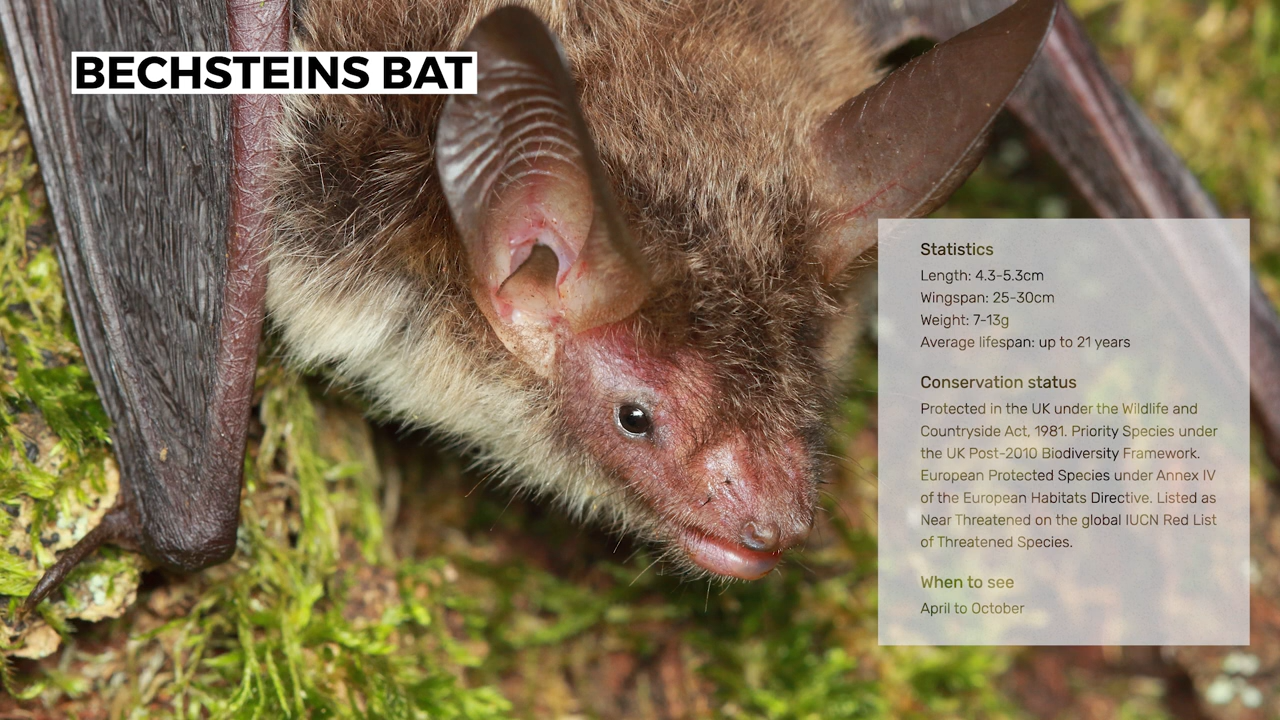 BECHSTEINS BAT
Statistics
Length: 4.3-5.3cm
Wingspan: 25-30cm
Weight: 7-13g
Average lifespan: up to 21 years
Conservation status
Protected in the UK under the Wildlife and
Countryside Act, 1981. Priority Species under
the UK Post-2010 Biodiversity Framework.
European Protected Species under Annex IV
of the European Habitats Directive. Listed as
Near Threatened on the global IUCN Red List
of Threatened Species.
When to see
April to October